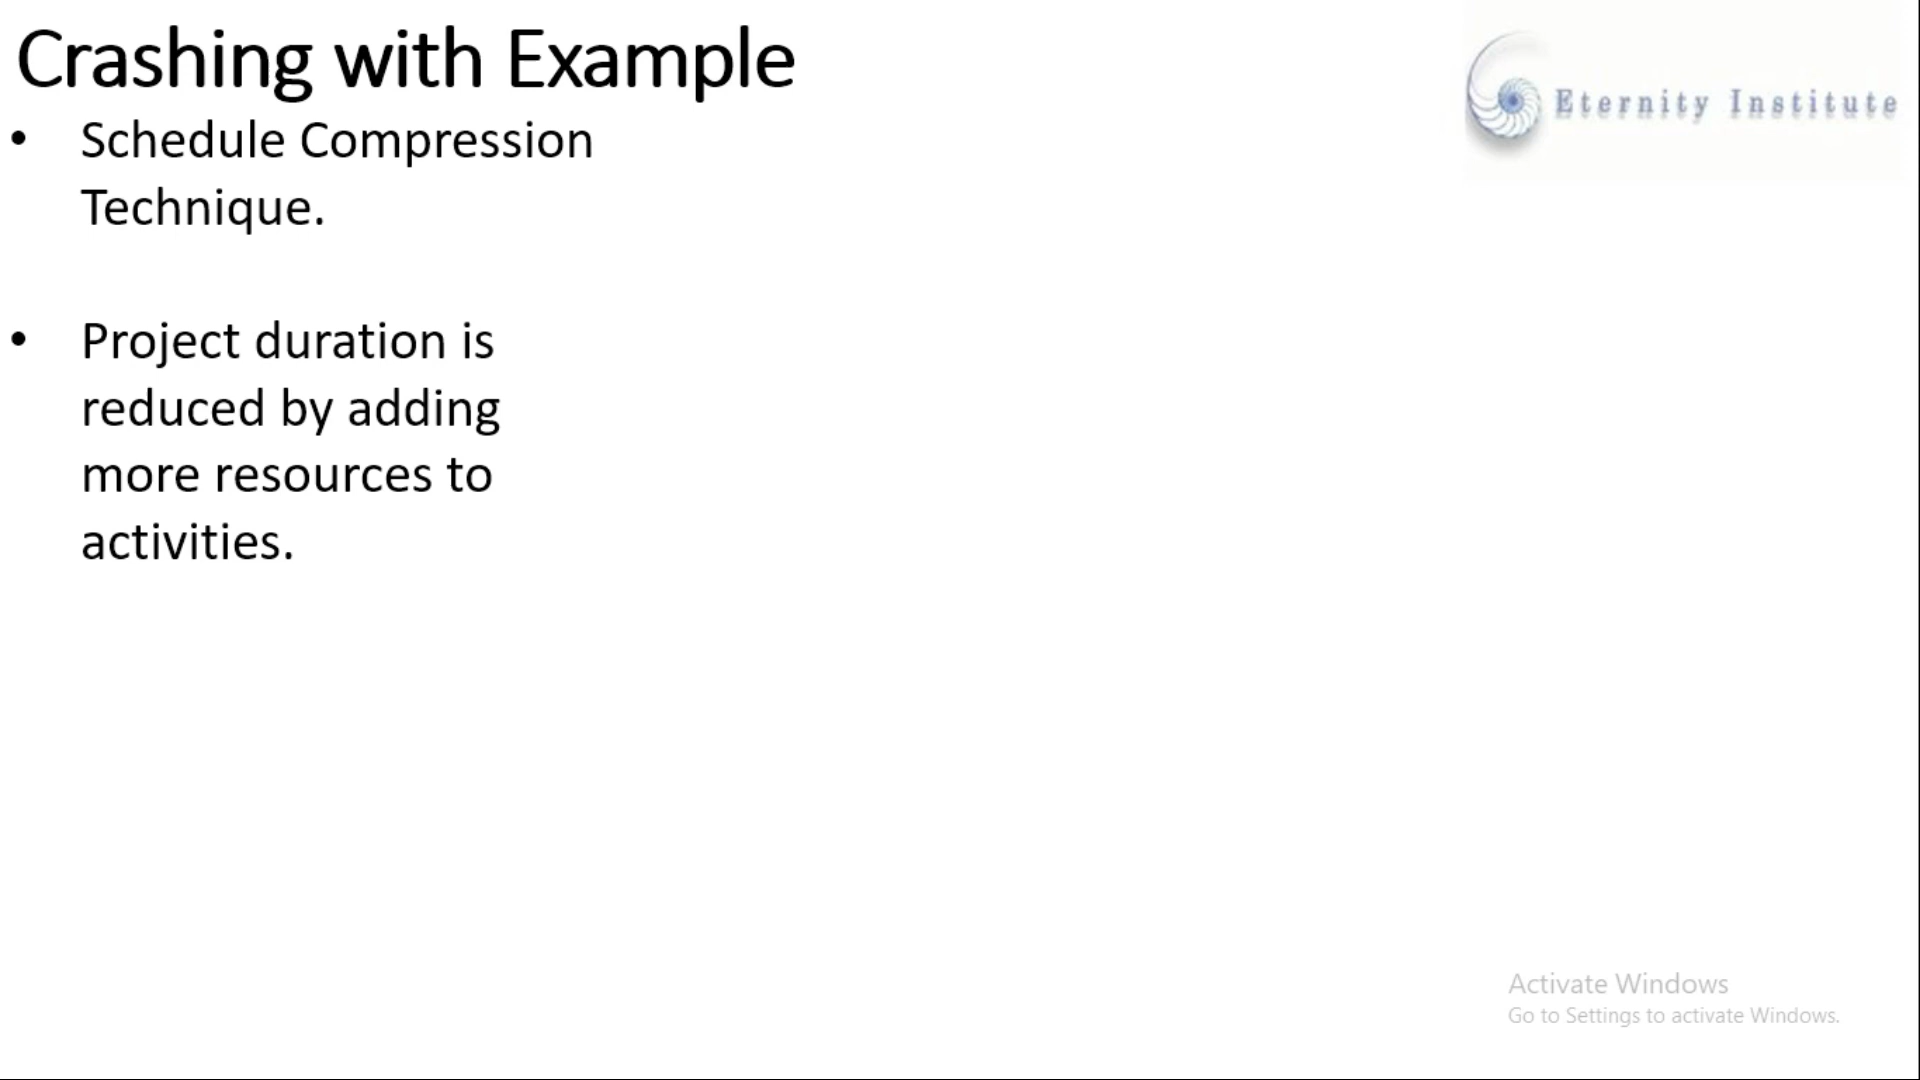 Crashing with Example
Eternity Institute
• Schedule Compression
Technique.
• Project duration is
reduced by adding
more resources to
activities.
Activate Windows
Go to Settings to activate Windows.